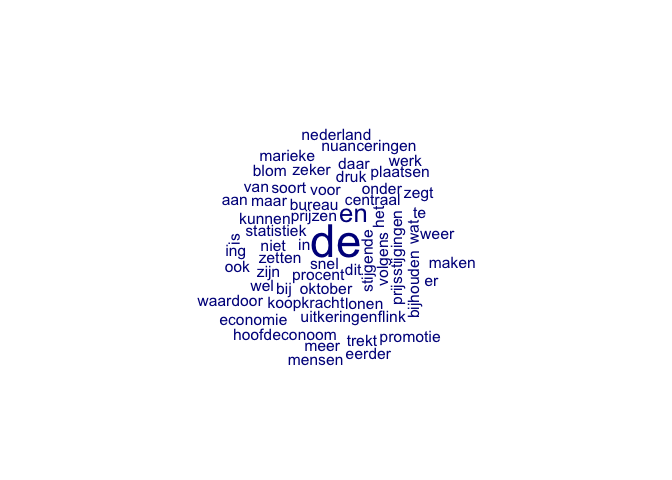 nederland
nuanceringen
marieke
daar
werk
blom
zeker
druk
plaatsen
van
soort
voor
onder
zegt
aan
maar
bureau
centraal
kunnen
prijzen
en
het
te
statistiek
is
niet
in
de
stijgende
volgens
prijsstijgingen
wat
weer
ing
zetten
snel
ook
zijn
procent
dit
bijhouden
maken
wel
bij
oktober
er
waardoor
koopkracht
lonen
economie
uitkeringen
flink
hoofdeconoom
meer
trekt
promotie
mensen
eerder